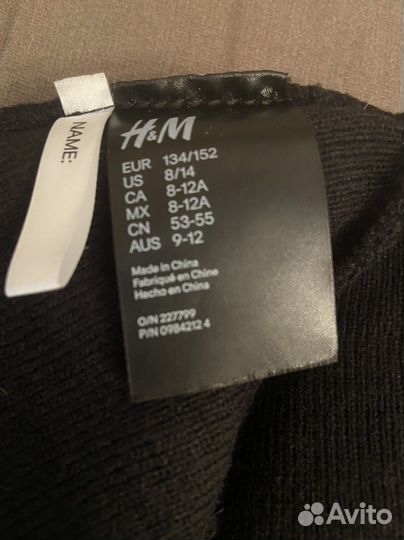 NAME:
H&M
EUR 134/152
US 8/14
CA 8-12A
MX 8-12A
CN 53-55
AUS 9-12
Made in China
Fabriqué en Chine
Hecho en China
O/N 227799
P/N 0984212 4
Avito